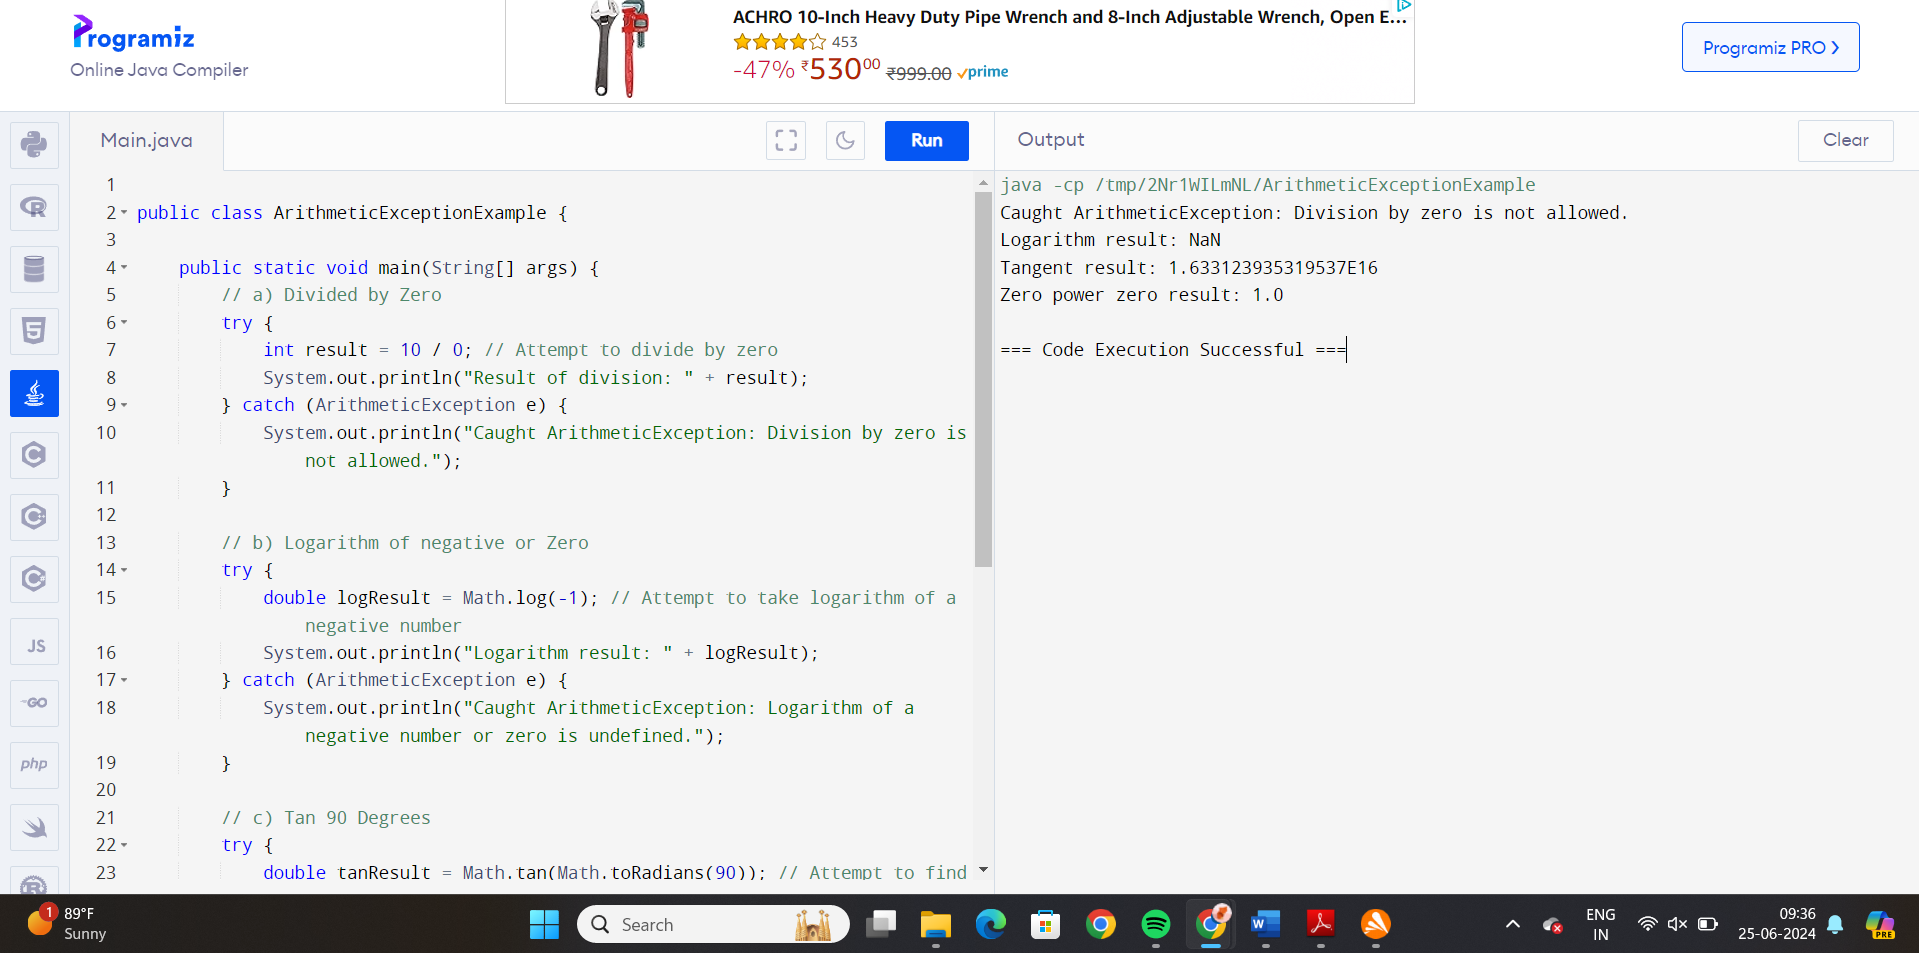 Programiz
Online Java Compiler
ACHRO 10-Inch Heavy Duty Pipe Wrench and 8-Inch Adjustable Wrench, Open E...
453
-47% ₹530⁰⁰ ₹999.00 prime
Programiz PRO ❯
Main.java
Run
Output
Clear
1
2 public class ArithmeticExceptionExample {
3
4 public static void main(String[] args) {
5 // a) Divided by Zero
6 try {
7 int result = 10 / 0; // Attempt to divide by zero
8 System.out.println("Result of division: " + result);
9 } catch (ArithmeticException e) {
10 System.out.println("Caught ArithmeticException: Division by zero is
not allowed.");
11 }
12
13 // b) Logarithm of negative or Zero
14 try {
15 double logResult = Math.log(-1); // Attempt to take logarithm of a
negative number
16 System.out.println("Logarithm result: " + logResult);
17 } catch (ArithmeticException e) {
18 System.out.println("Caught ArithmeticException: Logarithm of a
negative number or zero is undefined.");
19 }
20
21 // c) Tan 90 Degrees
22 try {
23 double tanResult = Math.tan(Math.toRadians(90)); // Attempt to find
java -cp /tmp/2Nr1WILmNL/ArithmeticExceptionExample
Caught ArithmeticException: Division by zero is not allowed.
Logarithm result: NaN
Tangent result: 1.633123935319537E16
Zero power zero result: 1.0
=== Code Execution Successful ===
R
5
C
C
C
JS
GO
php
R
1
89°F
Sunny
Search
W
ENG
IN
09:36
25-06-2024
PRE